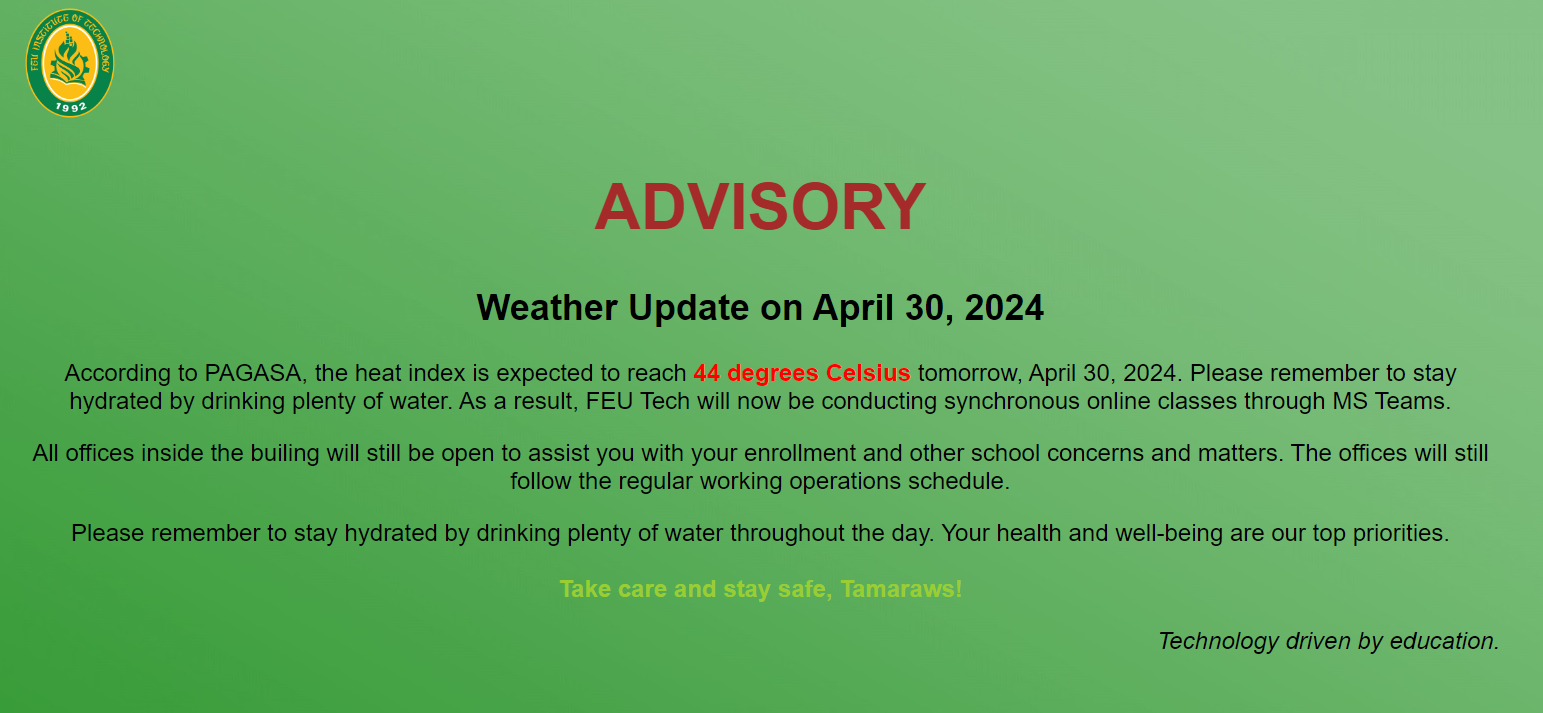 FEU INSTITUTE OF TECHNOLOGY
1992
ADVISORY
Weather Update on April 30, 2024
According to PAGASA, the heat index is expected to reach 44 degrees Celsius tomorrow, April 30, 2024. Please remember to stay
hydrated by drinking plenty of water. As a result, FEU Tech will now be conducting synchronous online classes through MS Teams.
All offices inside the builing will still be open to assist you with your enrollment and other school concerns and matters. The offices will still
follow the regular working operations schedule.
Please remember to stay hydrated by drinking plenty of water throughout the day. Your health and well-being are our top priorities.
Take care and stay safe, Tamaraws!
Technology driven by education.